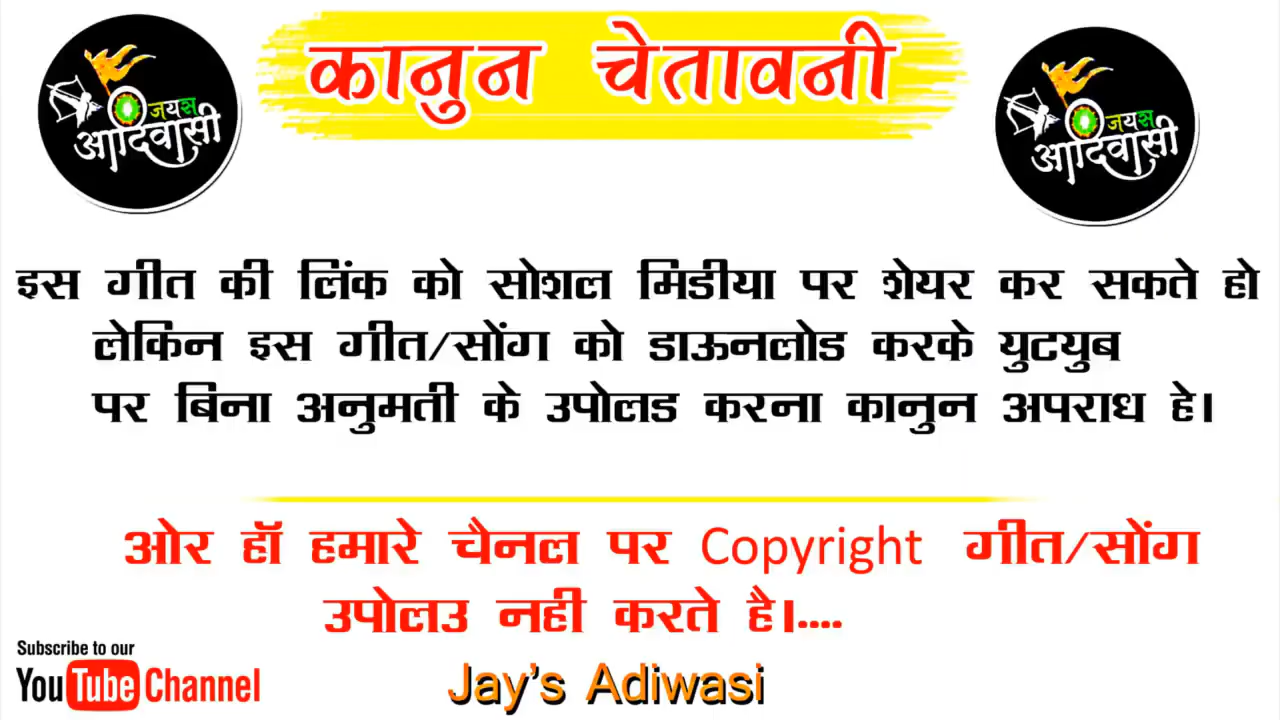 कानुन चेतावनी
जयस
आदिवासी
जयस
आदिवासी
इस गीत की लिंक को सोशल मिडीया पर शेयर कर सकते हो
लेकिन इस गीत/सोंग को डाऊनलोड करके युटयुब
पर बिना अनुमती के उपोलड करना कानुन अपराध हे।
ओर हॉ हमारे चैनल पर Copyright गीत/सोंग
उपोलउ नही करते है।....
Subscribe to our
YouTube Channel
Jay's Adiwasi